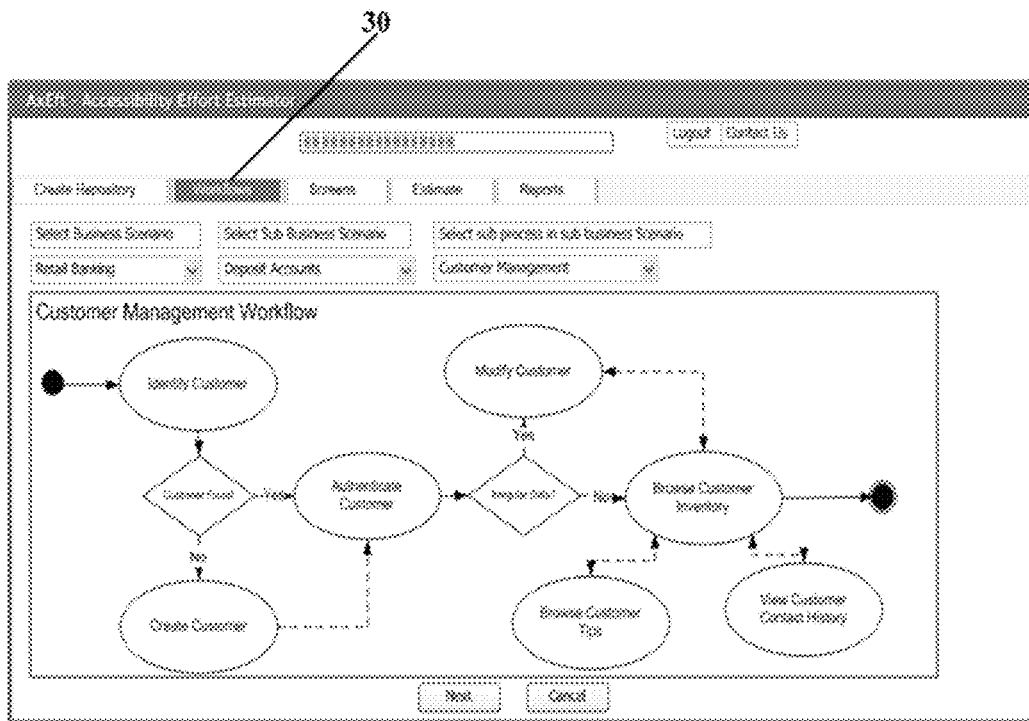 30
AxEft - Accessibility Effort Estimator
Logout Contact Us
Create Repository Screens Estimate Reports
Select Business Scenario Select Sub Business Scenario Select sub process in sub business Scenario
Retail Banking Deposit Accounts Customer Management
Customer Management Workflow
Identify Customer
Modify Customer
Yes
Customer Found
Yes
Authenticate
Customer
Irregular Data?
No
Browse Customer
Inventory
No
Create Customer
Browse Customer
Tips
View Customer
Contact History
Next Cancel